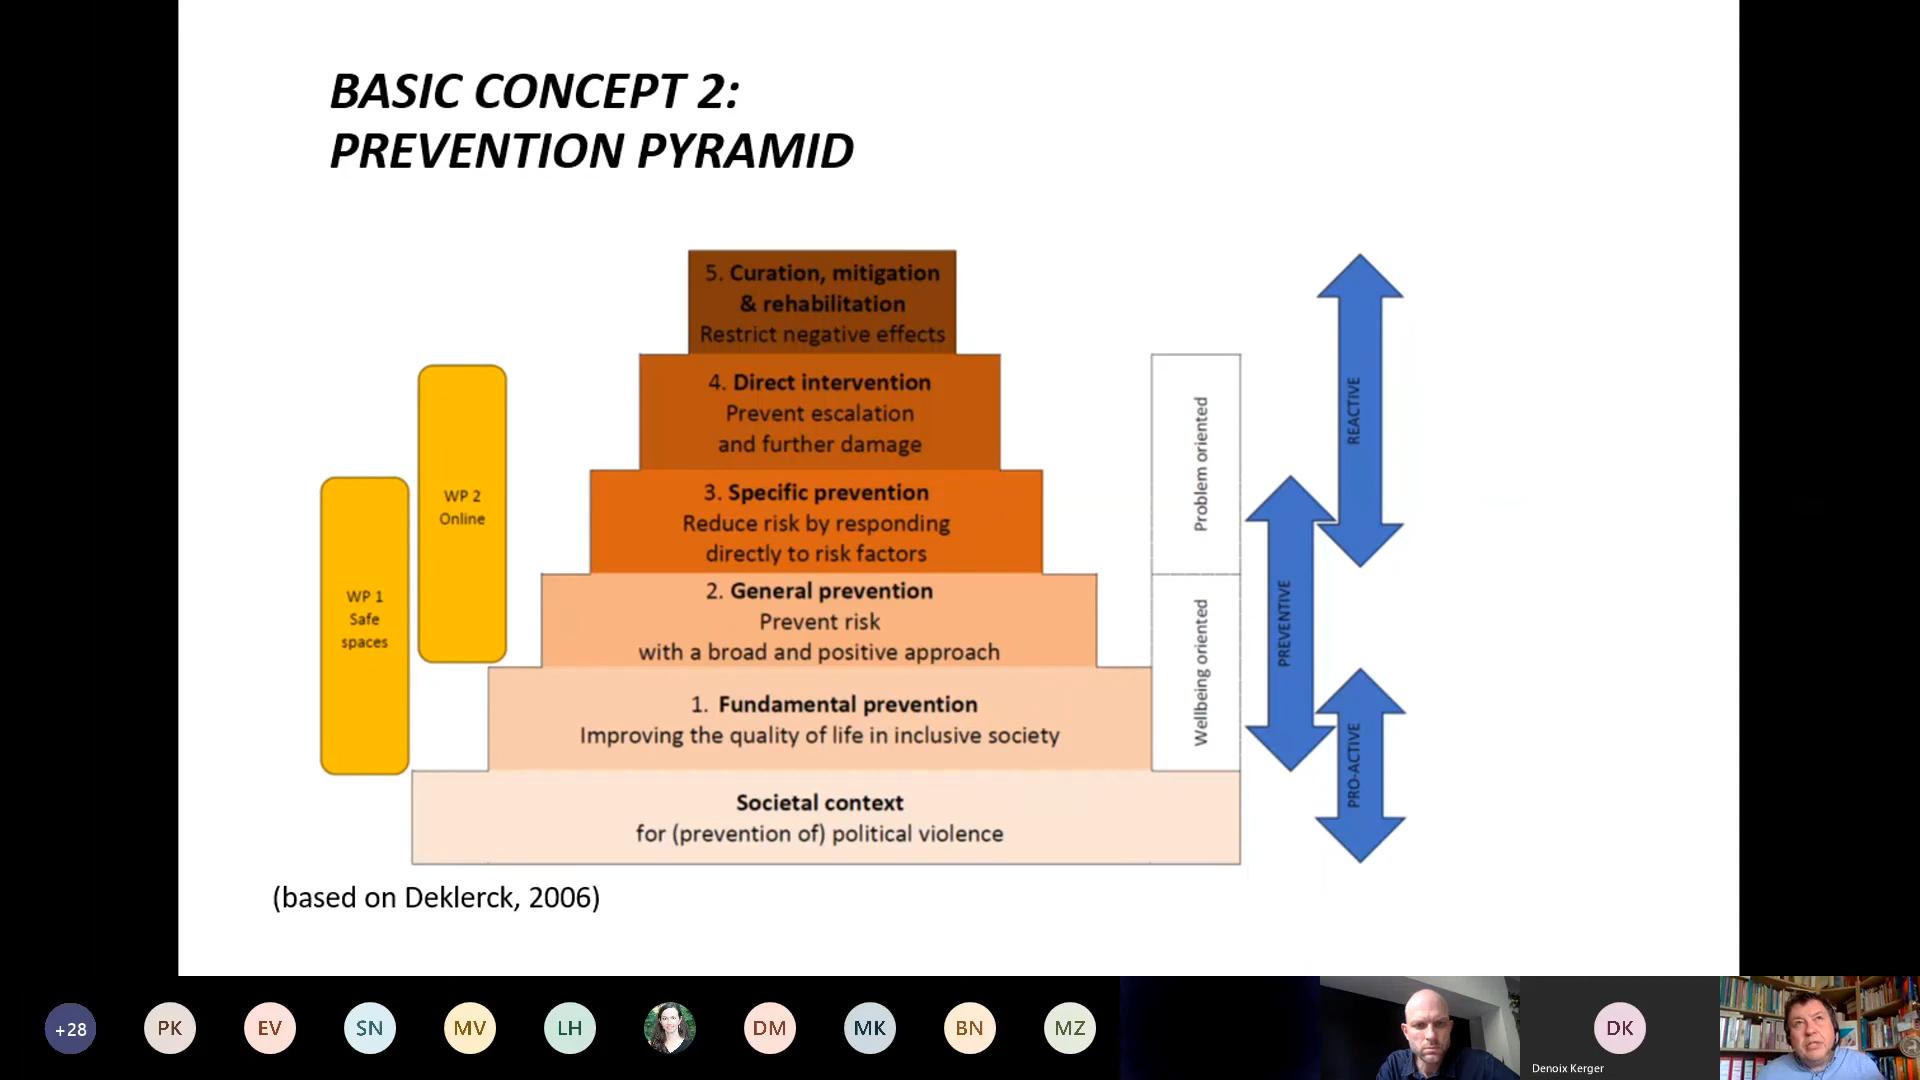 BASIC CONCEPT 2:
PREVENTION PYRAMID
5. Curation, mitigation
& rehabilitation
Restrict negative effects
4. Direct intervention
Prevent escalation
and further damage
3. Specific prevention
Reduce risk by responding
directly to risk factors
2. General prevention
Prevent risk
with a broad and positive approach
1. Fundamental prevention
Improving the quality of life in inclusive society
Societal context
for (prevention of) political violence
WP 1
Safe
spaces
WP 2
Online
Problem oriented
Wellbeing oriented
REACTIVE
PREVENTIVE
PRO-ACTIVE
(based on Deklerck, 2006)
+28
PK
EV
SN
MV
LH
DM
MK
BN
MZ
DK
Denoix Kerger